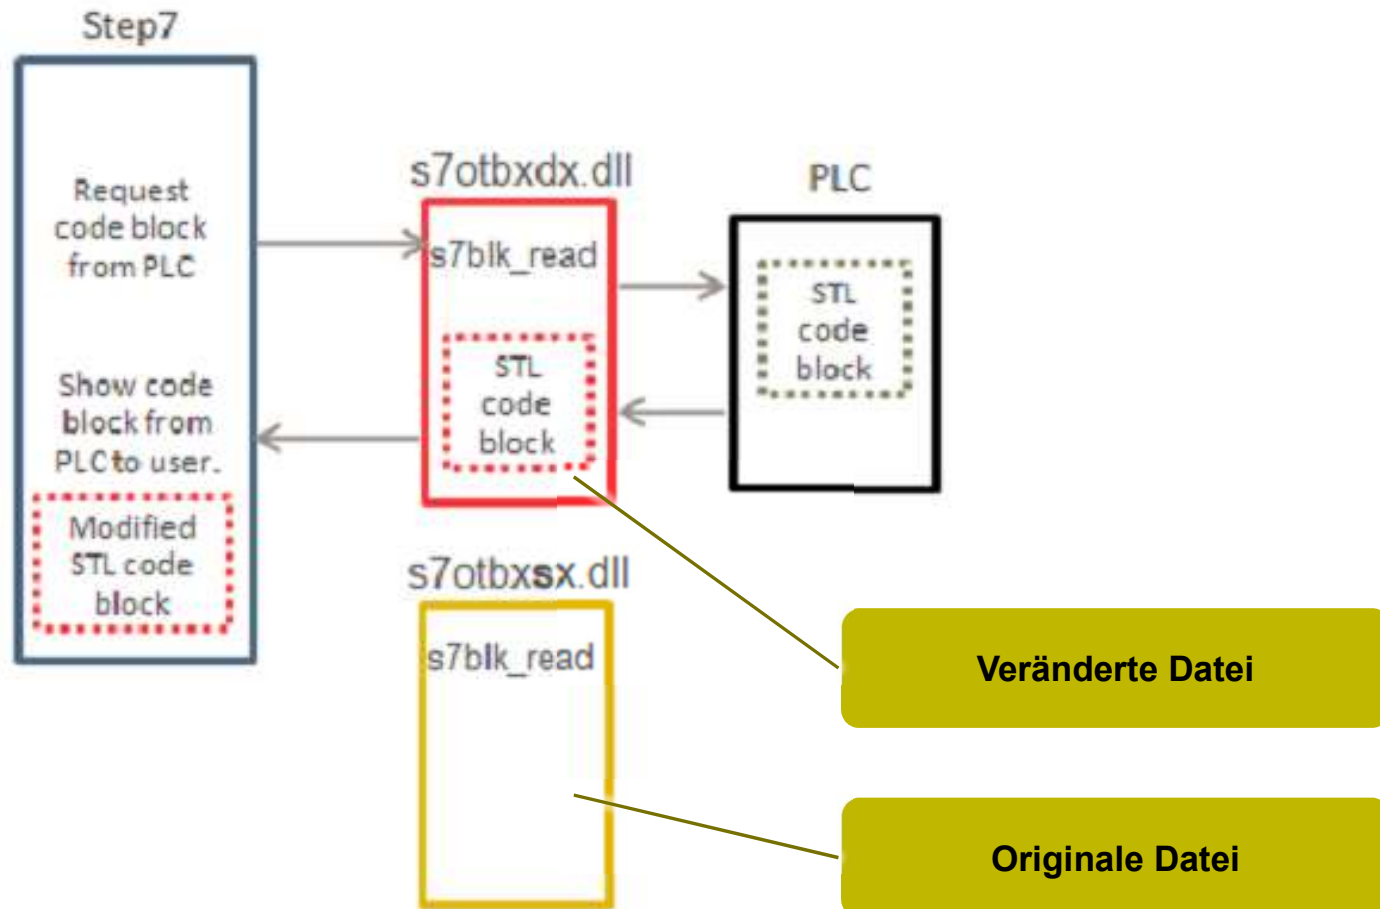 Step7
Request
code block
from PLC
Show code
block from
PLC to user.
Modified
STL code
block
s7otbxdx.dll
s7blk_read
STL
code
block
PLC
STL
code
block
s7otbxsx.dll
s7blk_read
Veränderte Datei
Originale Datei